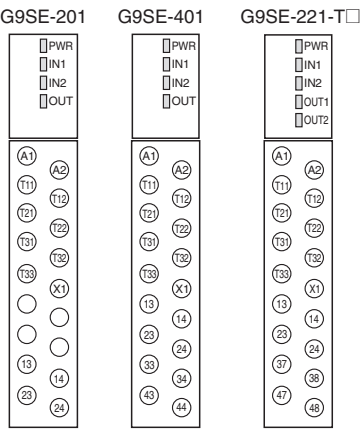 G9SE-201
PWR
IN1
IN2
OUT
A1
A2
T11
T12
T21
T22
T31
T32
T33
X1
13
14
23
24
G9SE-401
PWR
IN1
IN2
OUT
A1
A2
T11
T12
T21
T22
T31
T32
T33
X1
13
14
23
24
33
34
43
44
G9SE-221-T□
PWR
IN1
IN2
OUT1
OUT2
A1
A2
T11
T12
T21
T22
T31
T32
T33
X1
13
14
23
24
37
38
47
48